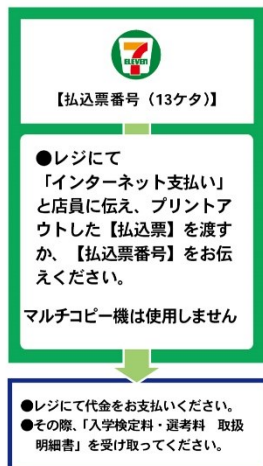 7
ELEVEN
【払込票番号（13ケタ）】
●レジにて
「インターネット支払い」
と店員に伝え、プリントア
ウトした【払込票】を渡す
か、【払込票番号】をお伝
えください。
マルチコピー機は使用しません
●レジにて代金をお支払いください。
●その際、「入学検定料・選考料　取扱
明細書」を受け取ってください。